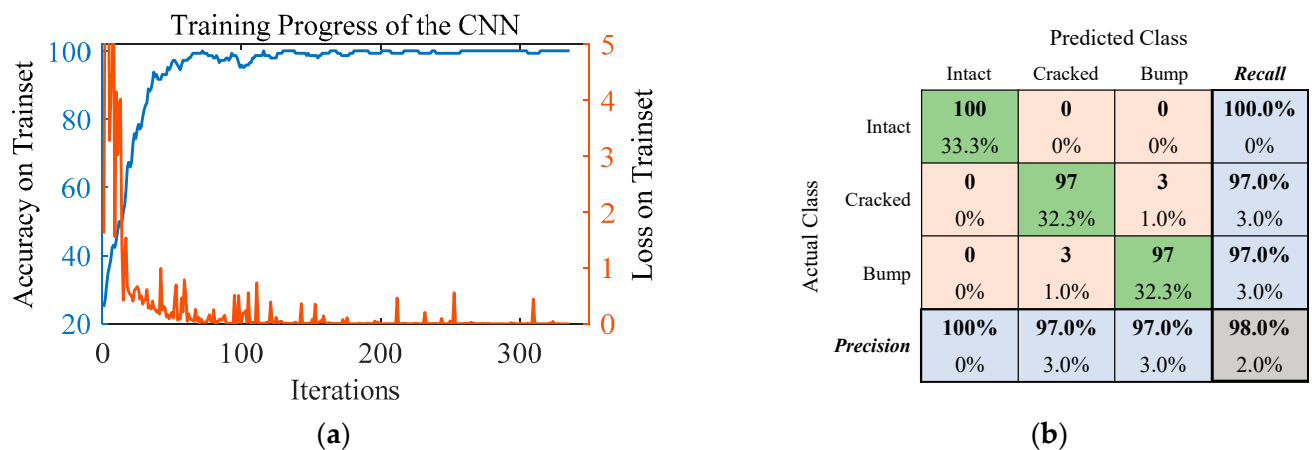 Training Progress of the CNN
Accuracy on Trainset
100
80
60
40
20
5
4
3
2
1
0
Loss on Trainset
0 100 200 300
Iterations
(a)
Predicted Class
Intact Cracked Bump Recall
Actual Class
Intact
100 0 0 100.0%
33.3% 0% 0% 0%
Cracked
0 97 3 97.0%
0% 32.3% 1.0% 3.0%
Bump
0 3 97 97.0%
0% 1.0% 32.3% 3.0%
Precision
100% 97.0% 97.0% 98.0%
0% 3.0% 3.0% 2.0%
(b)